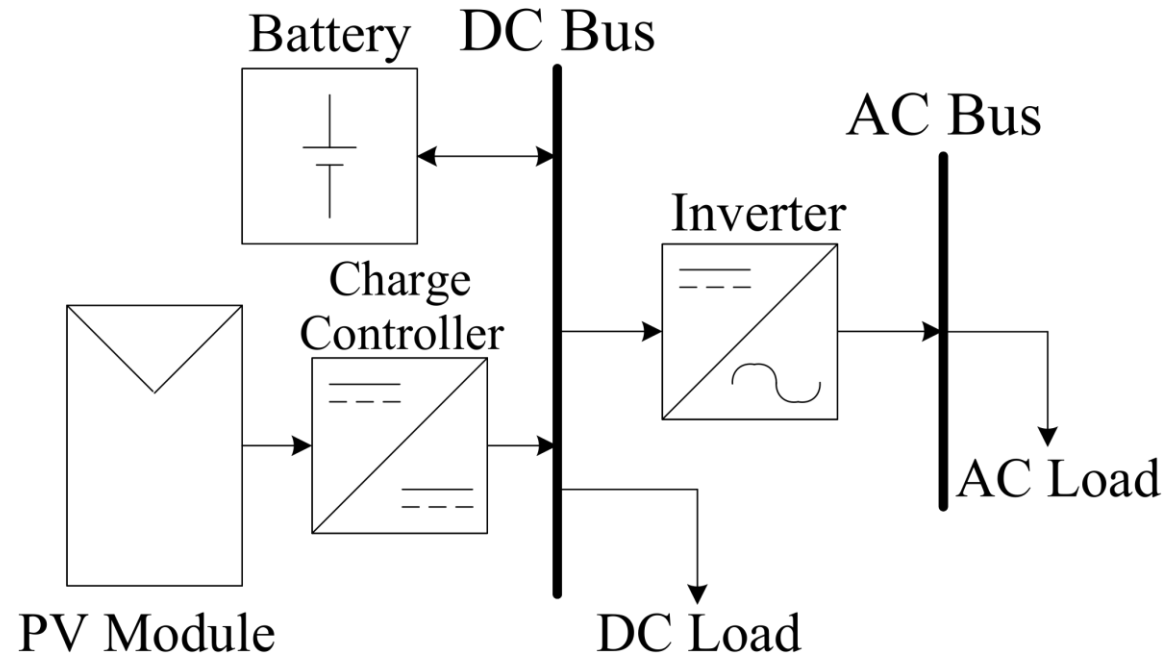 Battery
DC Bus
AC Bus
Inverter
Charge
Controller
AC Load
PV Module
DC Load